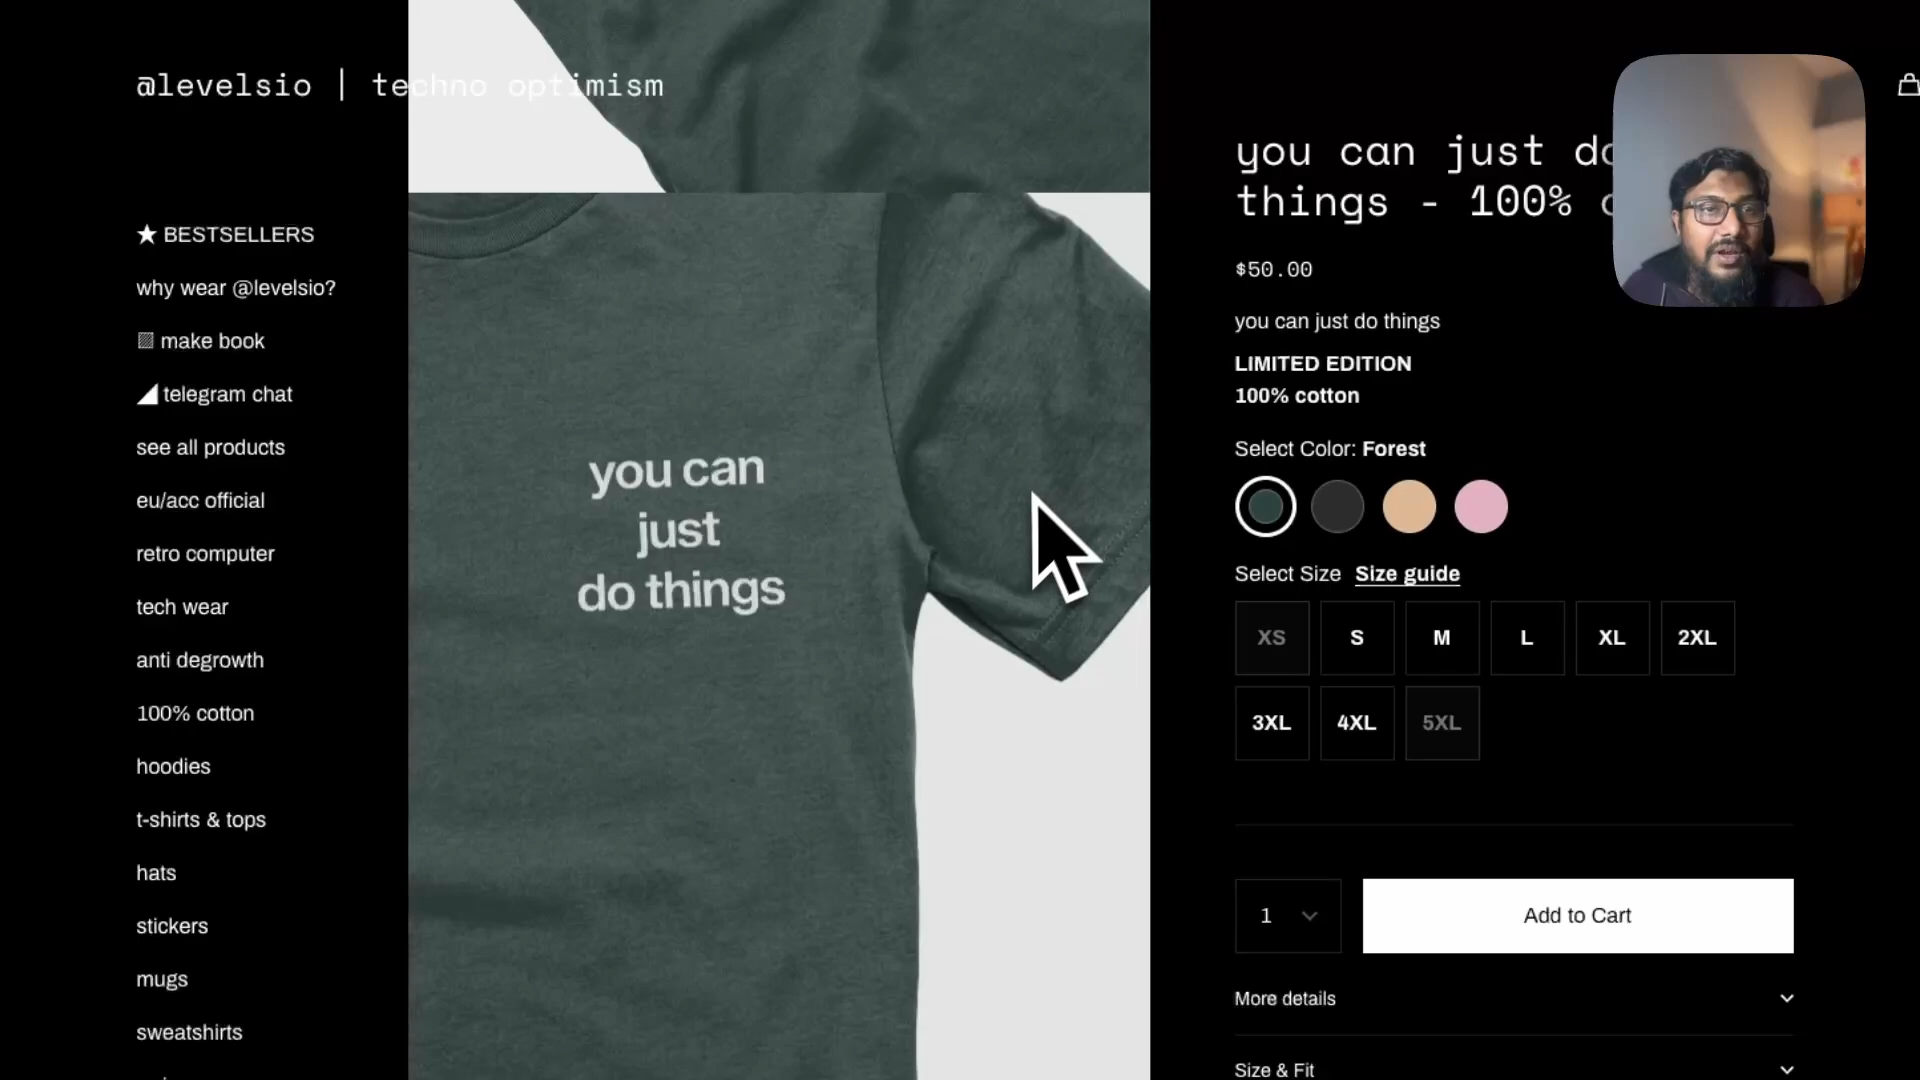 @levelsio | techno optimism
★ BESTSELLERS
why wear @levelsio?
make book
telegram chat
see all products
eu/acc official
retro computer
tech wear
anti degrowth
100% cotton
hoodies
t-shirts & tops
hats
stickers
mugs
sweatshirts
you can
just
do things
you can just do
things - 100%
$50.00
you can just do things
LIMITED EDITION
100% cotton
Select Color: Forest
Select Size Size guide
XS S M L XL 2XL
3XL 4XL 5XL
1 Add to Cart
More details
Size & Fit